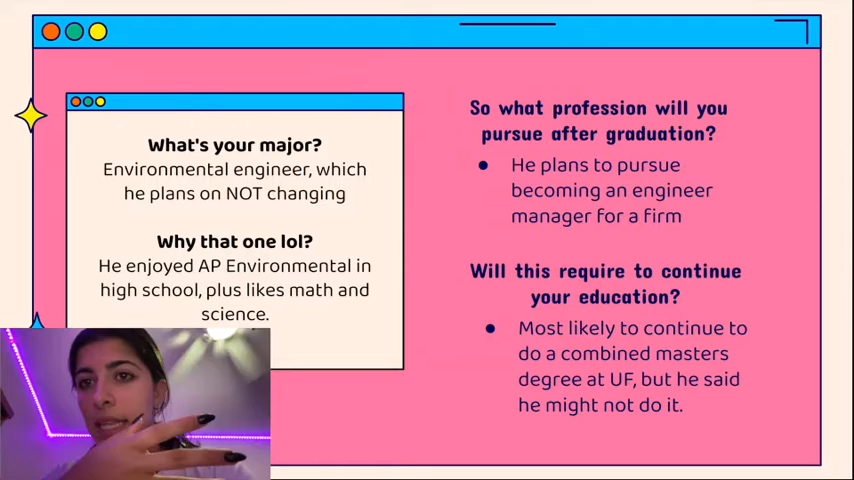 What's your major?
Environmental engineer, which
he plans on NOT changing
Why that one lol?
He enjoyed AP Environmental in
high school, plus likes math and
science.
So what profession will you
pursue after graduation?
He plans to pursue
becoming an engineer
manager for a firm
Will this require to continue
your education?
Most likely to continue to
do a combined masters
degree at UF, but he said
he might not do it.